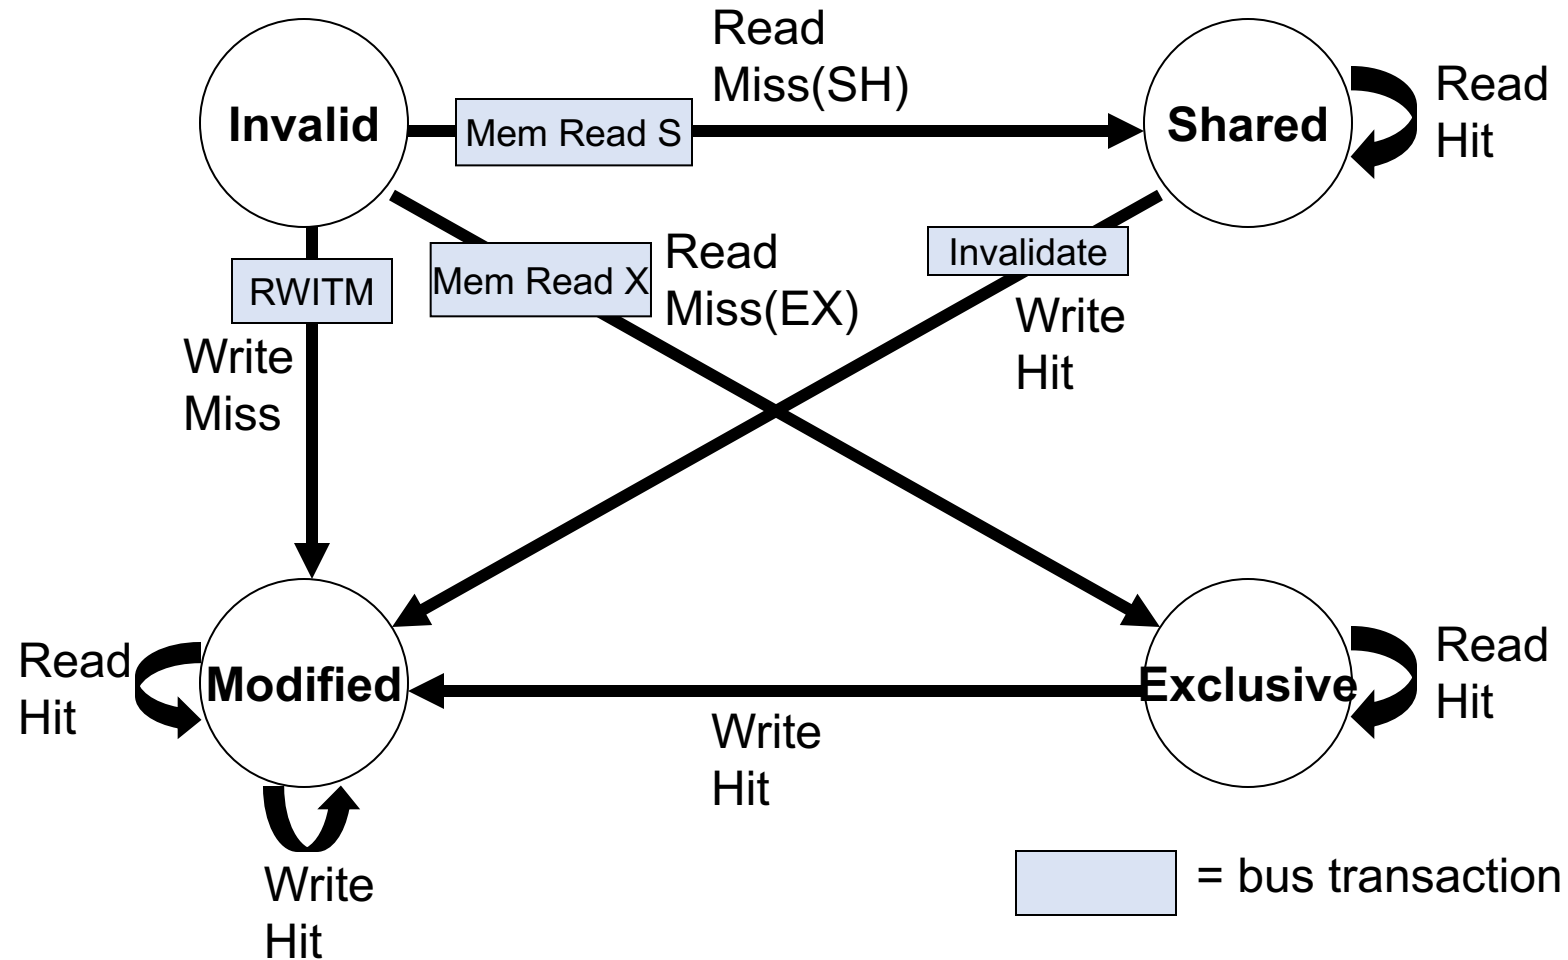 Read
Miss(SH)
Invalid
Mem Read S
Shared
Read
Hit
RWITM
Mem Read X
Read
Miss(EX)
Invalidate
Write
Hit
Write
Miss
Read
Hit
Modified
Exclusive
Read
Hit
Write
Hit
Write
Hit
= bus transaction